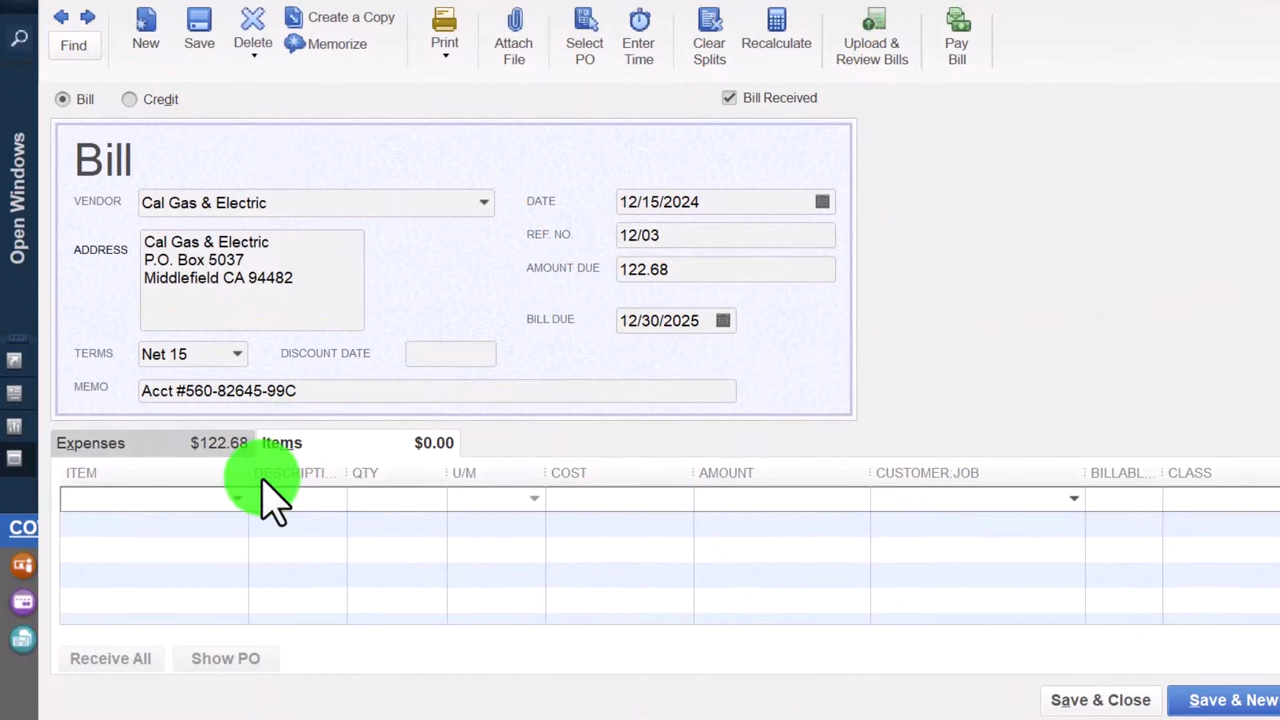 Find
New
Save
Delete
Create a Copy
Memorize
Print
Attach
File
Select
PO
Enter
Time
Clear
Splits
Recalculate
Upload &
Review Bills
Pay
Bill
Open Windows
Bill
Credit
Bill Received
Bill
VENDOR Cal Gas & Electric
ADDRESS
Cal Gas & Electric
P.O. Box 5037
Middlefield CA 94482
DATE 12/15/2024
REF. NO. 12/03
AMOUNT DUE 122.68
BILL DUE 12/30/2025
TERMS Net 15 DISCOUNT DATE
MEMO Acct #560-82645-99C
Expenses $122.68 Items $0.00
ITEM DESCRIPTI... QTY U/M COST AMOUNT CUSTOMER:JOB BILLABL... CLASS
Receive All Show PO
Save & Close Save & New